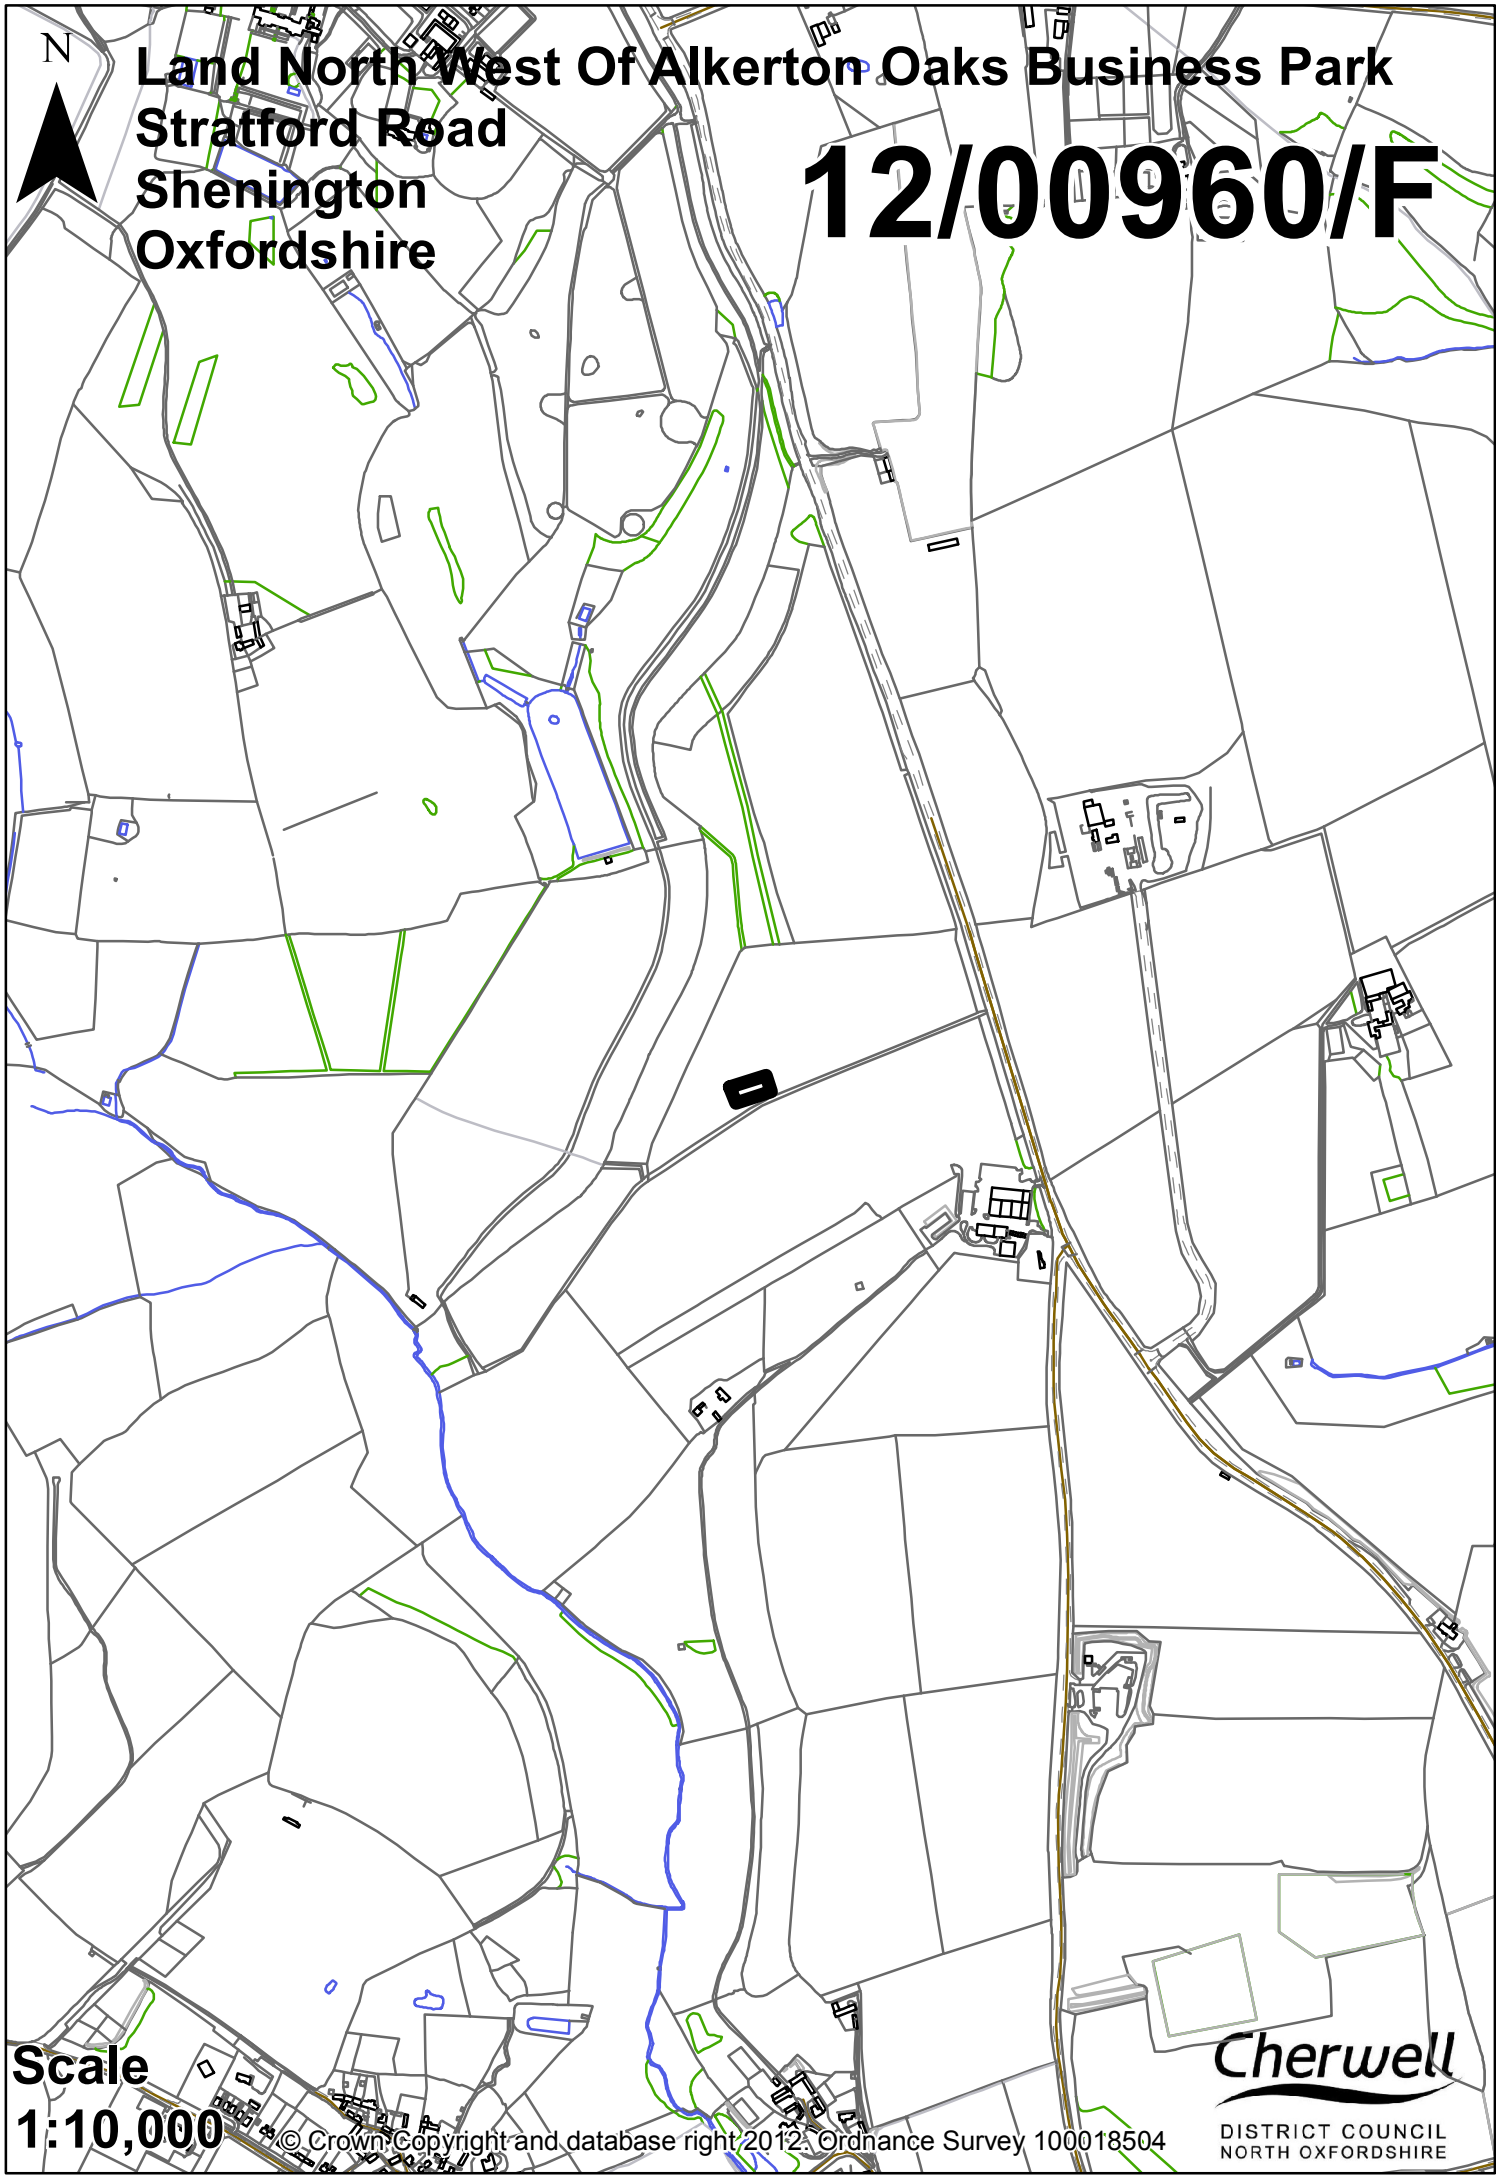 N
Land North West Of Alkerton Oaks Business Park
Stratford Road
Shenington
Oxfordshire
12/00960/F
Scale
1:10,000
© Crown Copyright and database right 2012. Ordnance Survey 100018504
Cherwell
DISTRICT COUNCIL
NORTH OXFORDSHIRE